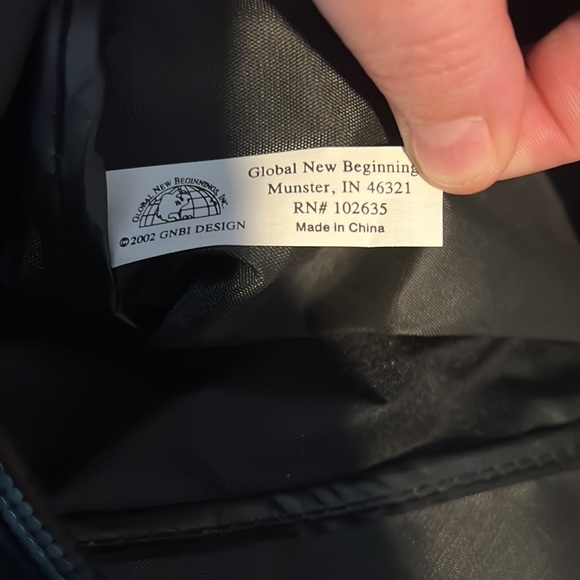 GLOBAL NEW BEGINNINGS, INC
©2002 GNBI DESIGN
Global New Beginning
Munster, IN 46321
RN# 102635
Made in China